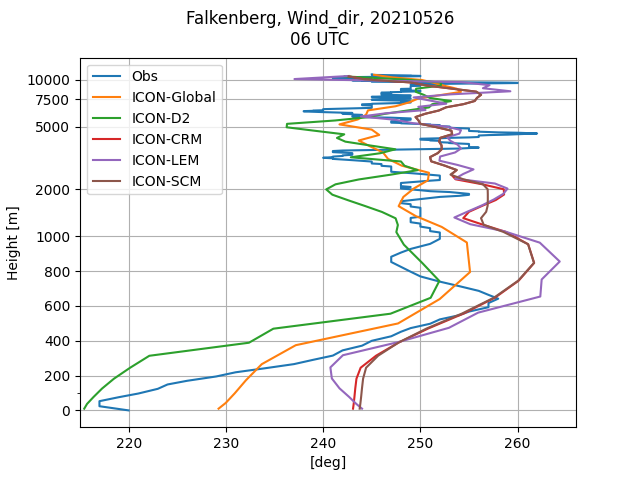 Falkenberg, Wind_dir, 20210526
06 UTC
Obs
ICON-Global
ICON-D2
ICON-CRM
ICON-LEM
ICON-SCM
10000
7500
5000
2000
1000
800
600
400
200
0
Height [m]
220 230 240 250 260
[deg]